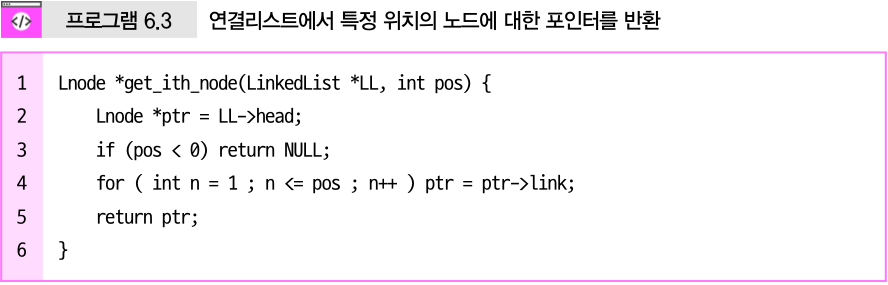 </> 프로그램 6.3 연결리스트에서 특정 위치의 노드에 대한 포인터를 반환
1 Lnode *get_ith_node(LinkedList *LL, int pos) {
2 Lnode *ptr = LL->head;
3 if (pos < 0) return NULL;
4 for ( int n = 1 ; n <= pos ; n++ ) ptr = ptr->link;
5 return ptr;
6 }